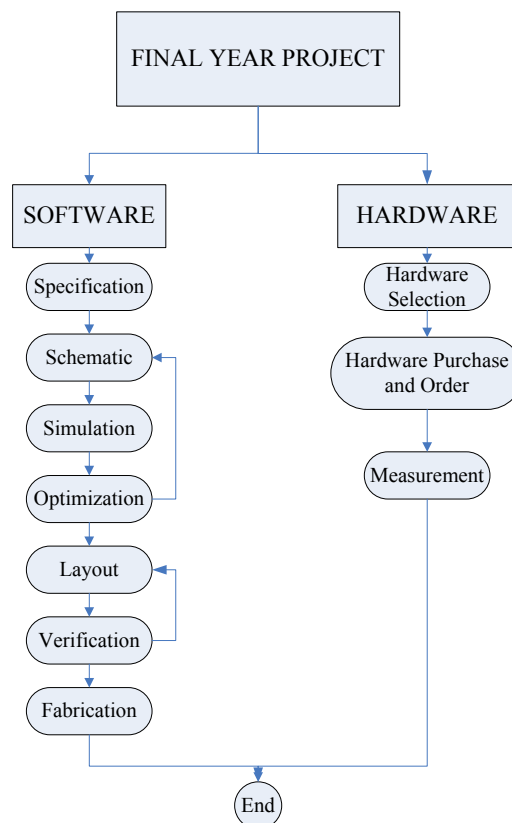 FINAL YEAR PROJECT
SOFTWARE
Specification
Schematic
Simulation
Optimization
Layout
Verification
Fabrication
HARDWARE
Hardware
Selection
Hardware Purchase
and Order
Measurement
End